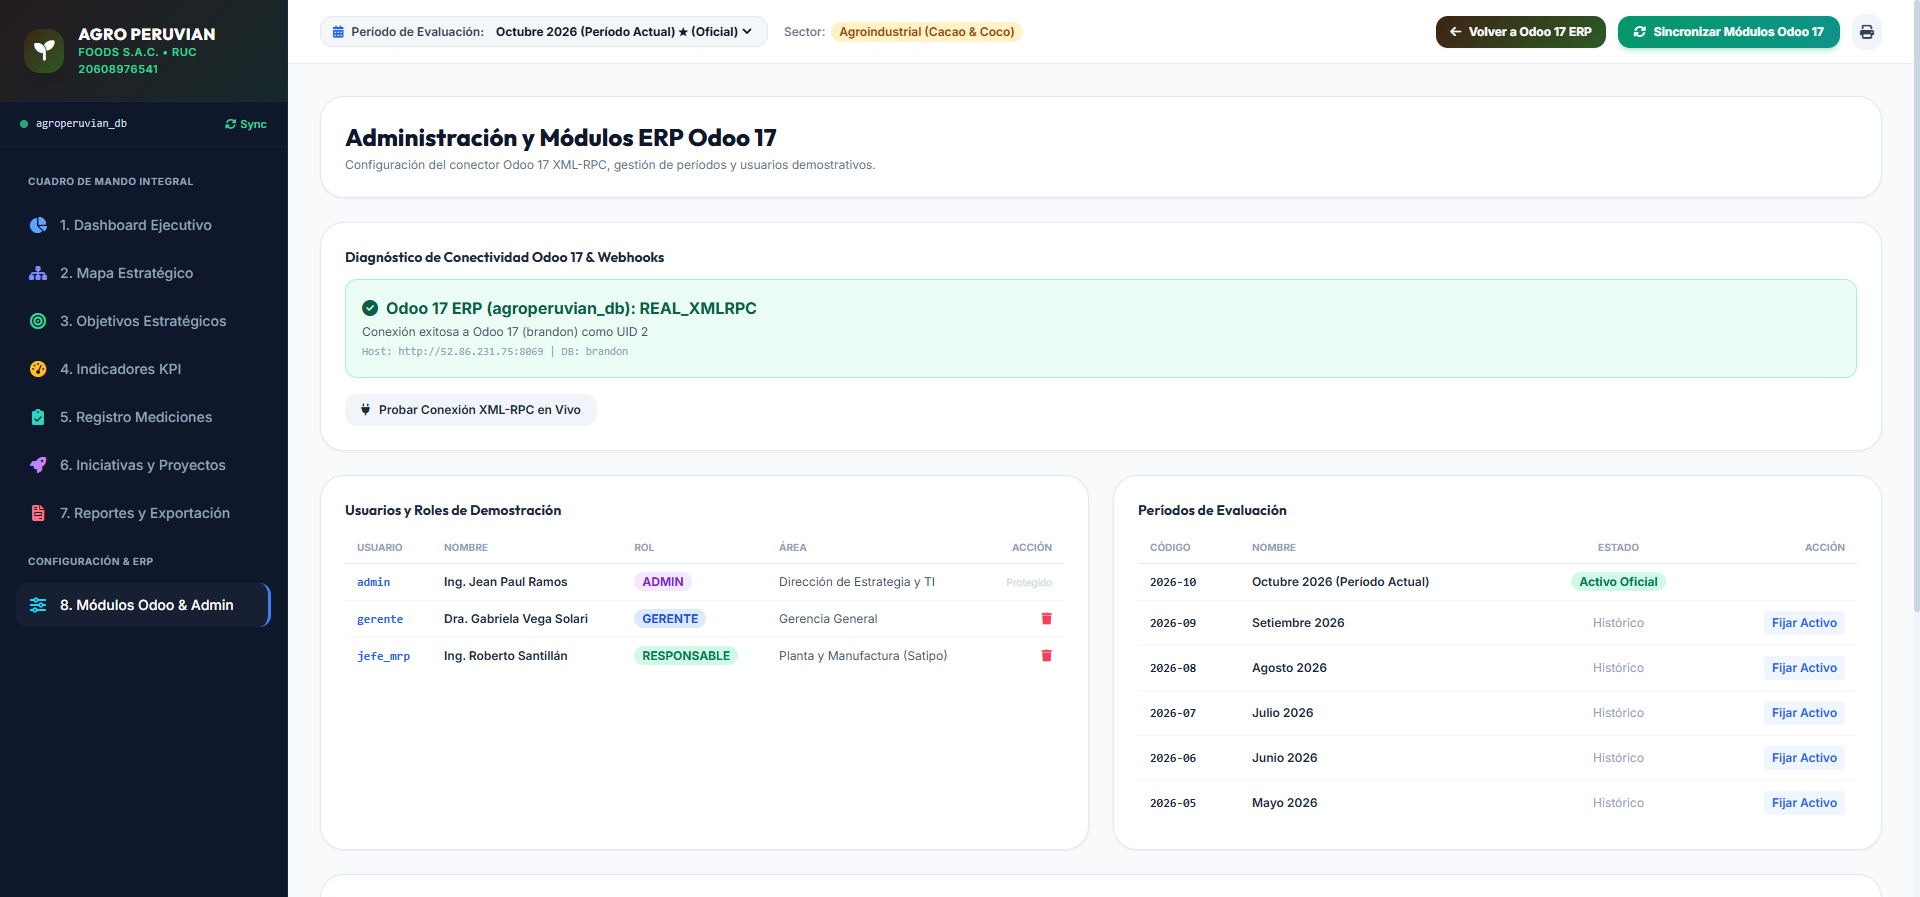 AGRO PERUVIAN
FOODS S.A.C. • RUC
20608976541
agroperuvian_db
Sync
CUADRO DE MANDO INTEGRAL
1. Dashboard Ejecutivo
2. Mapa Estratégico
3. Objetivos Estratégicos
4. Indicadores KPI
5. Registro Mediciones
6. Iniciativas y Proyectos
7. Reportes y Exportación
CONFIGURACIÓN & ERP
8. Módulos Odoo & Admin
Período de Evaluación: Octubre 2026 (Período Actual) ★ (Oficial)
Sector: Agroindustrial (Cacao & Coco)
Volver a Odoo 17 ERP
Sincronizar Módulos Odoo 17
Administración y Módulos ERP Odoo 17
Configuración del conector Odoo 17 XML-RPC, gestión de períodos y usuarios demostrativos.
Diagnóstico de Conectividad Odoo 17 & Webhooks
Odoo 17 ERP (agroperuvian_db): REAL_XMLRPC
Conexión exitosa a Odoo 17 (brandon) como UID 2
Host: http://52.86.231.75:8069 | DB: brandon
Probar Conexión XML-RPC en Vivo
Usuarios y Roles de Demostración
USUARIO NOMBRE ROL ÁREA ACCIÓN
admin Ing. Jean Paul Ramos ADMIN Dirección de Estrategia y TI Protegido
gerente Dra. Gabriela Vega Solari GERENTE Gerencia General
jefe_mrp Ing. Roberto Santillán RESPONSABLE Planta y Manufactura (Satipo)
Períodos de Evaluación
CÓDIGO NOMBRE ESTADO ACCIÓN
2026-10 Octubre 2026 (Período Actual) Activo Oficial
2026-09 Setiembre 2026 Histórico Fijar Activo
2026-08 Agosto 2026 Histórico Fijar Activo
2026-07 Julio 2026 Histórico Fijar Activo
2026-06 Junio 2026 Histórico Fijar Activo
2026-05 Mayo 2026 Histórico Fijar Activo